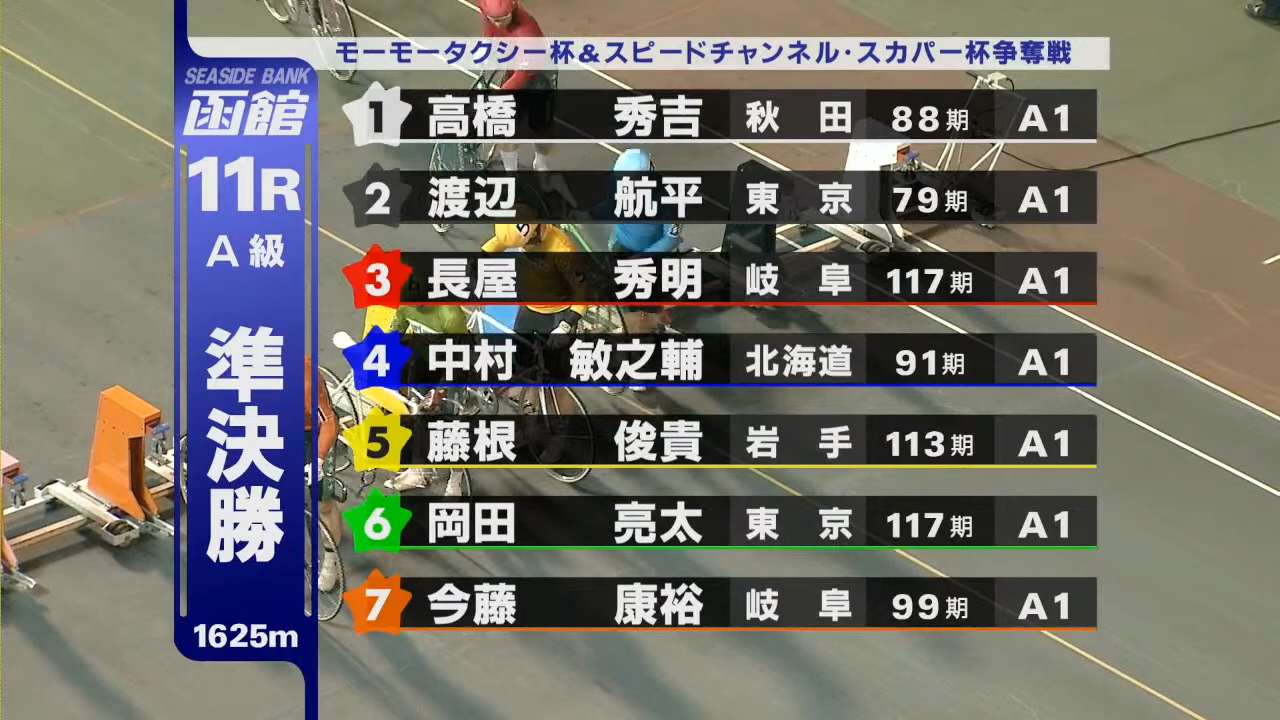 モーモータクシー杯&スピードチャンネル・スカパー杯争奪戦
SEASIDE BANK
函館
11R
A級
準決勝
1625m
1 高橋 秀吉 秋田 88期 A1
2 渡辺 航平 東京 79期 A1
3 長屋 秀明 岐阜 117期 A1
4 中村 敏之輔 北海道 91期 A1
5 藤根 俊貴 岩手 113期 A1
6 岡田 亮太 東京 117期 A1
7 今藤 康裕 岐阜 99期 A1